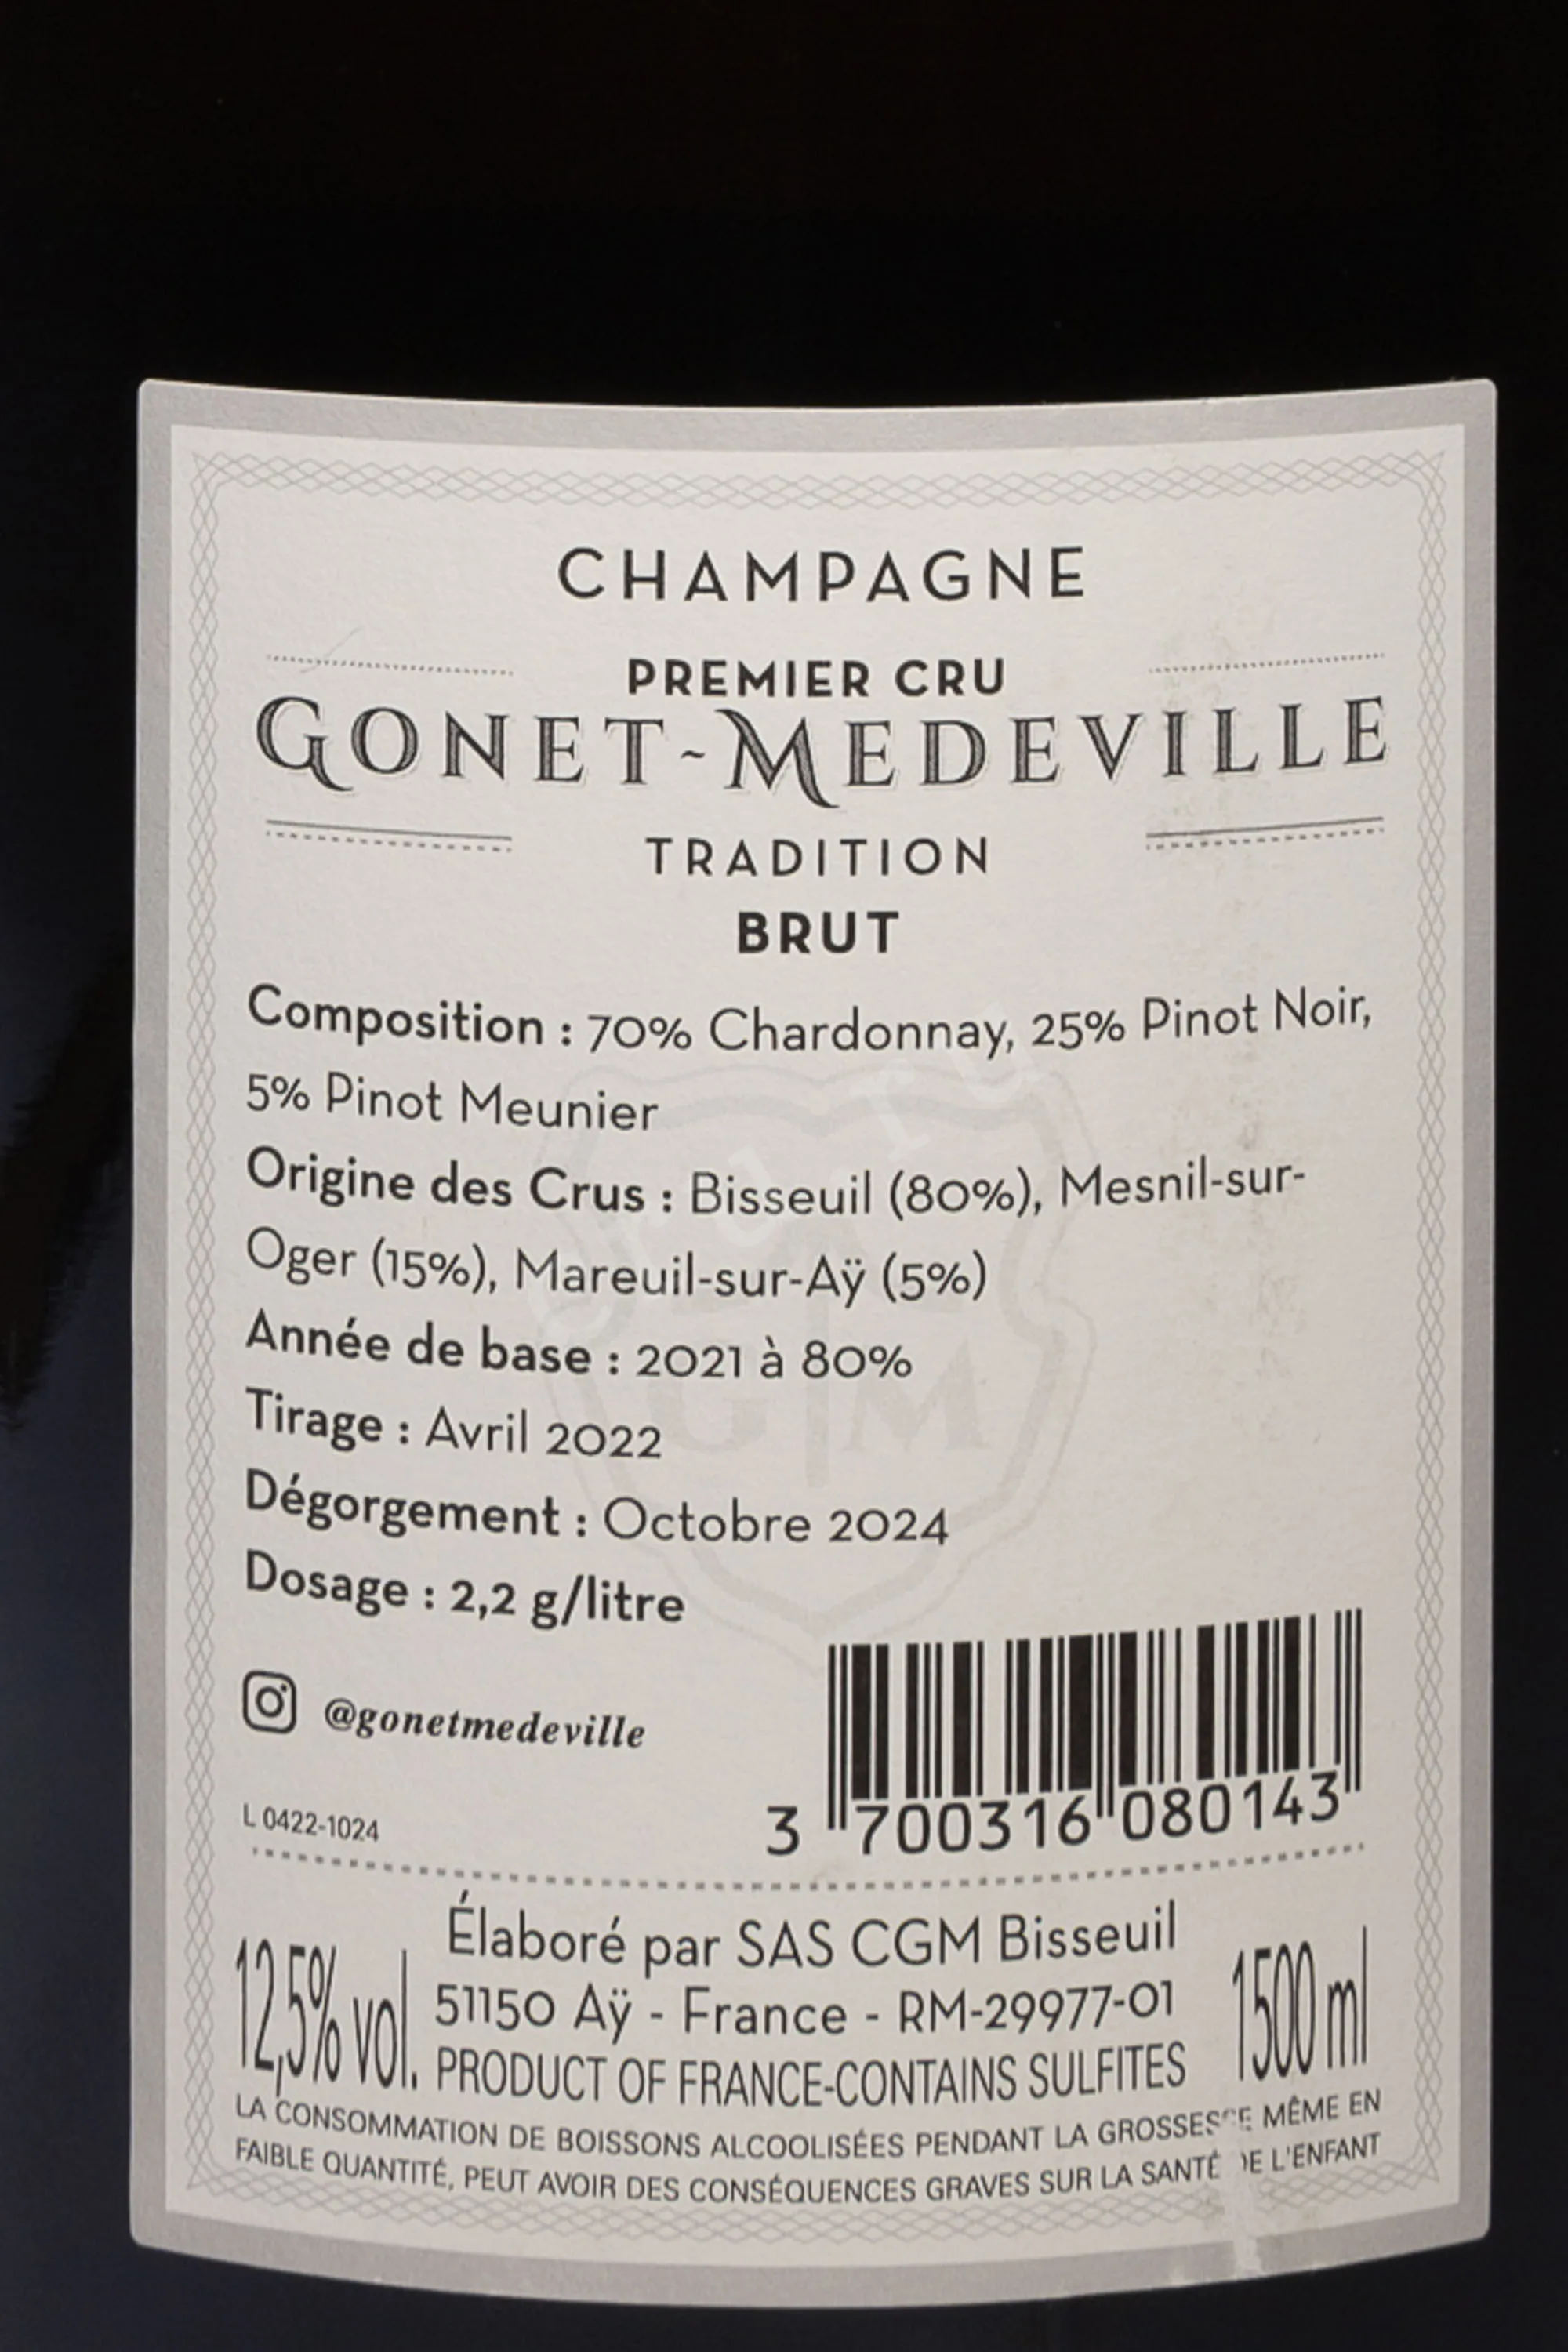 CHAMPAGNE
PREMIER CRU
GONET~MEDEVILLE
TRADITION
BRUT
Composition : 70% Chardonnay, 25% Pinot Noir,
5% Pinot Meunier
Origine des Crus : Bisseuil (80%), Mesnil-sur-
Oger (15%), Mareuil-sur-Aÿ (5%)
Année de base : 2021 à 80%
Tirage : Avril 2022
Dégorgement : Octobre 2024
Dosage : 2,2 g/litre
@gonetmedeville
L 0422-1024
3 700316 080143
Élaboré par SAS CGM Bisseuil
51150 Aÿ - France - RM-29977-01
12,5% vol.
1500 ml
PRODUCT OF FRANCE-CONTAINS SULFITES
LA CONSOMMATION DE BOISSONS ALCOOLISÉES PENDANT LA GROSSESSE MÊME EN
FAIBLE QUANTITÉ, PEUT AVOIR DES CONSÉQUENCES GRAVES SUR LA SANTÉ DE L'ENFANT
G M